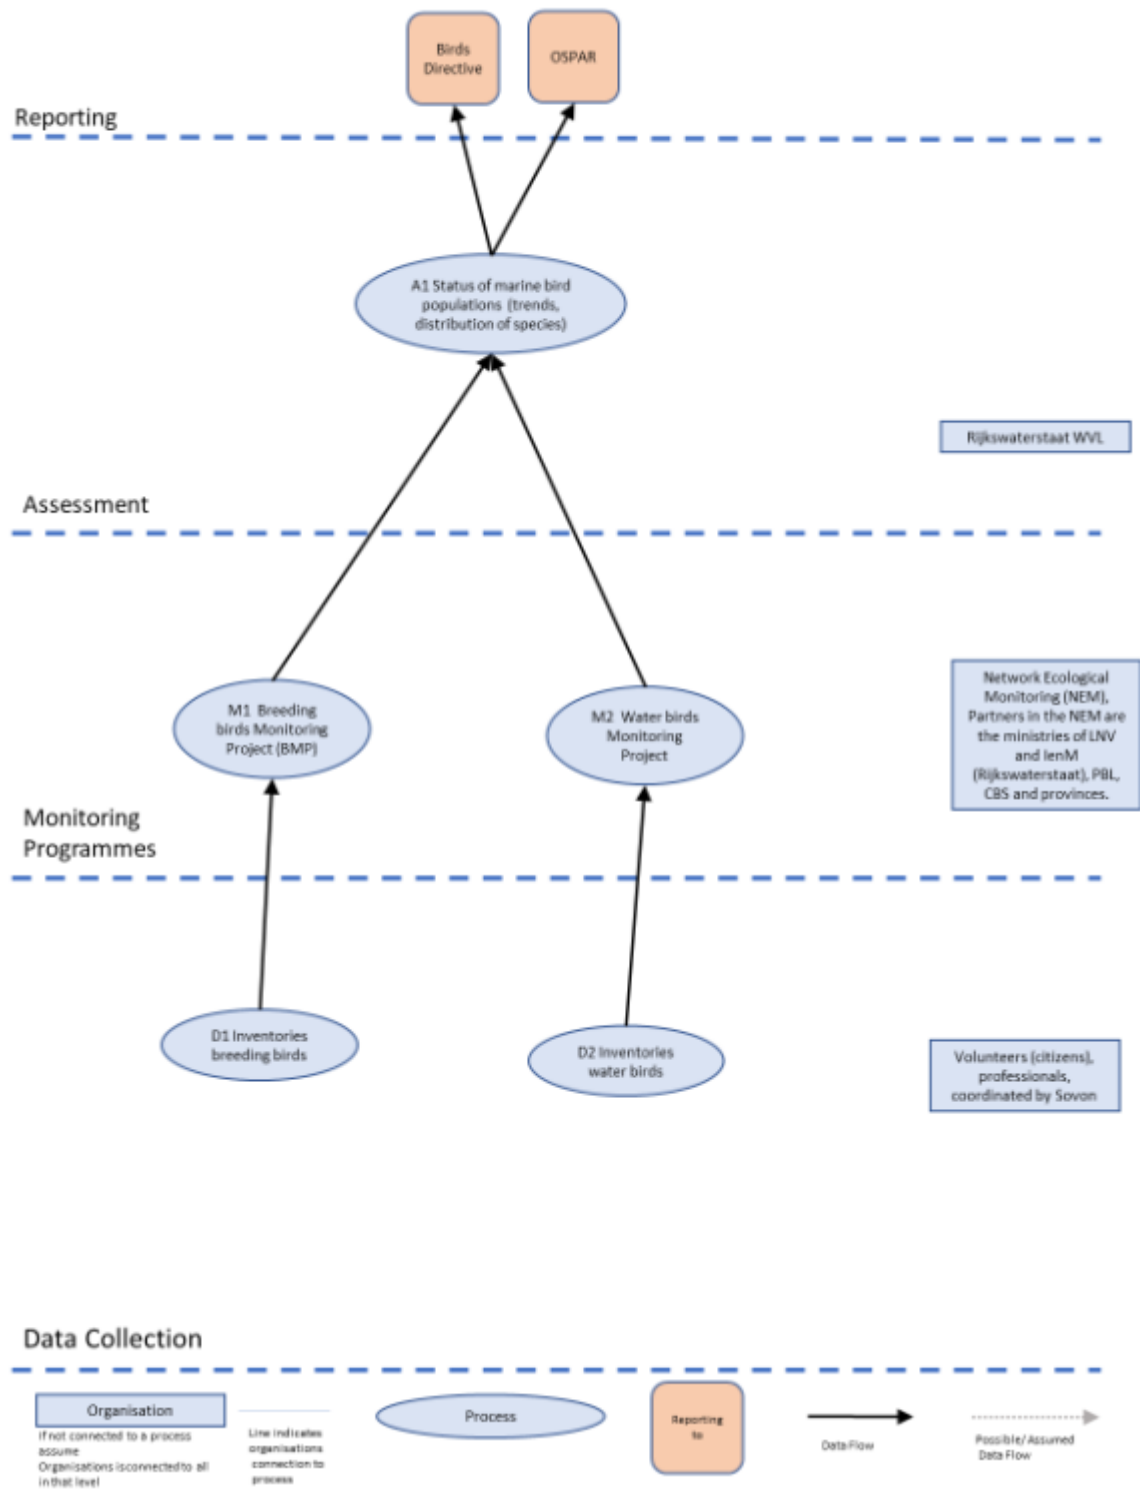 Birds
Directive
OSPAR
Reporting
A1 Status of marine bird
populations (trends,
distribution of species)
Rijkswaterstaat WVL
Assessment
M1 Breeding
birds Monitoring
Project (BMP)
M2 Water birds
Monitoring
Project
Network Ecological
Monitoring (NEM),
Partners in the NEM are
the ministries of LNV
and IenM
(Rijkswaterstaat), PBL,
CBS and provinces.
Monitoring
Programmes
D1 Inventories
breeding birds
D2 Inventories
water birds
Volunteers (citizens),
professionals,
coordinated by Sovon
Data Collection
Organisation
If not connected to a process
assume
Organisations is connected to all
in that level
Line indicates
organisations
connection to
process
Process
Reporting
to
Data Flow
Possible/ Assumed
Data Flow